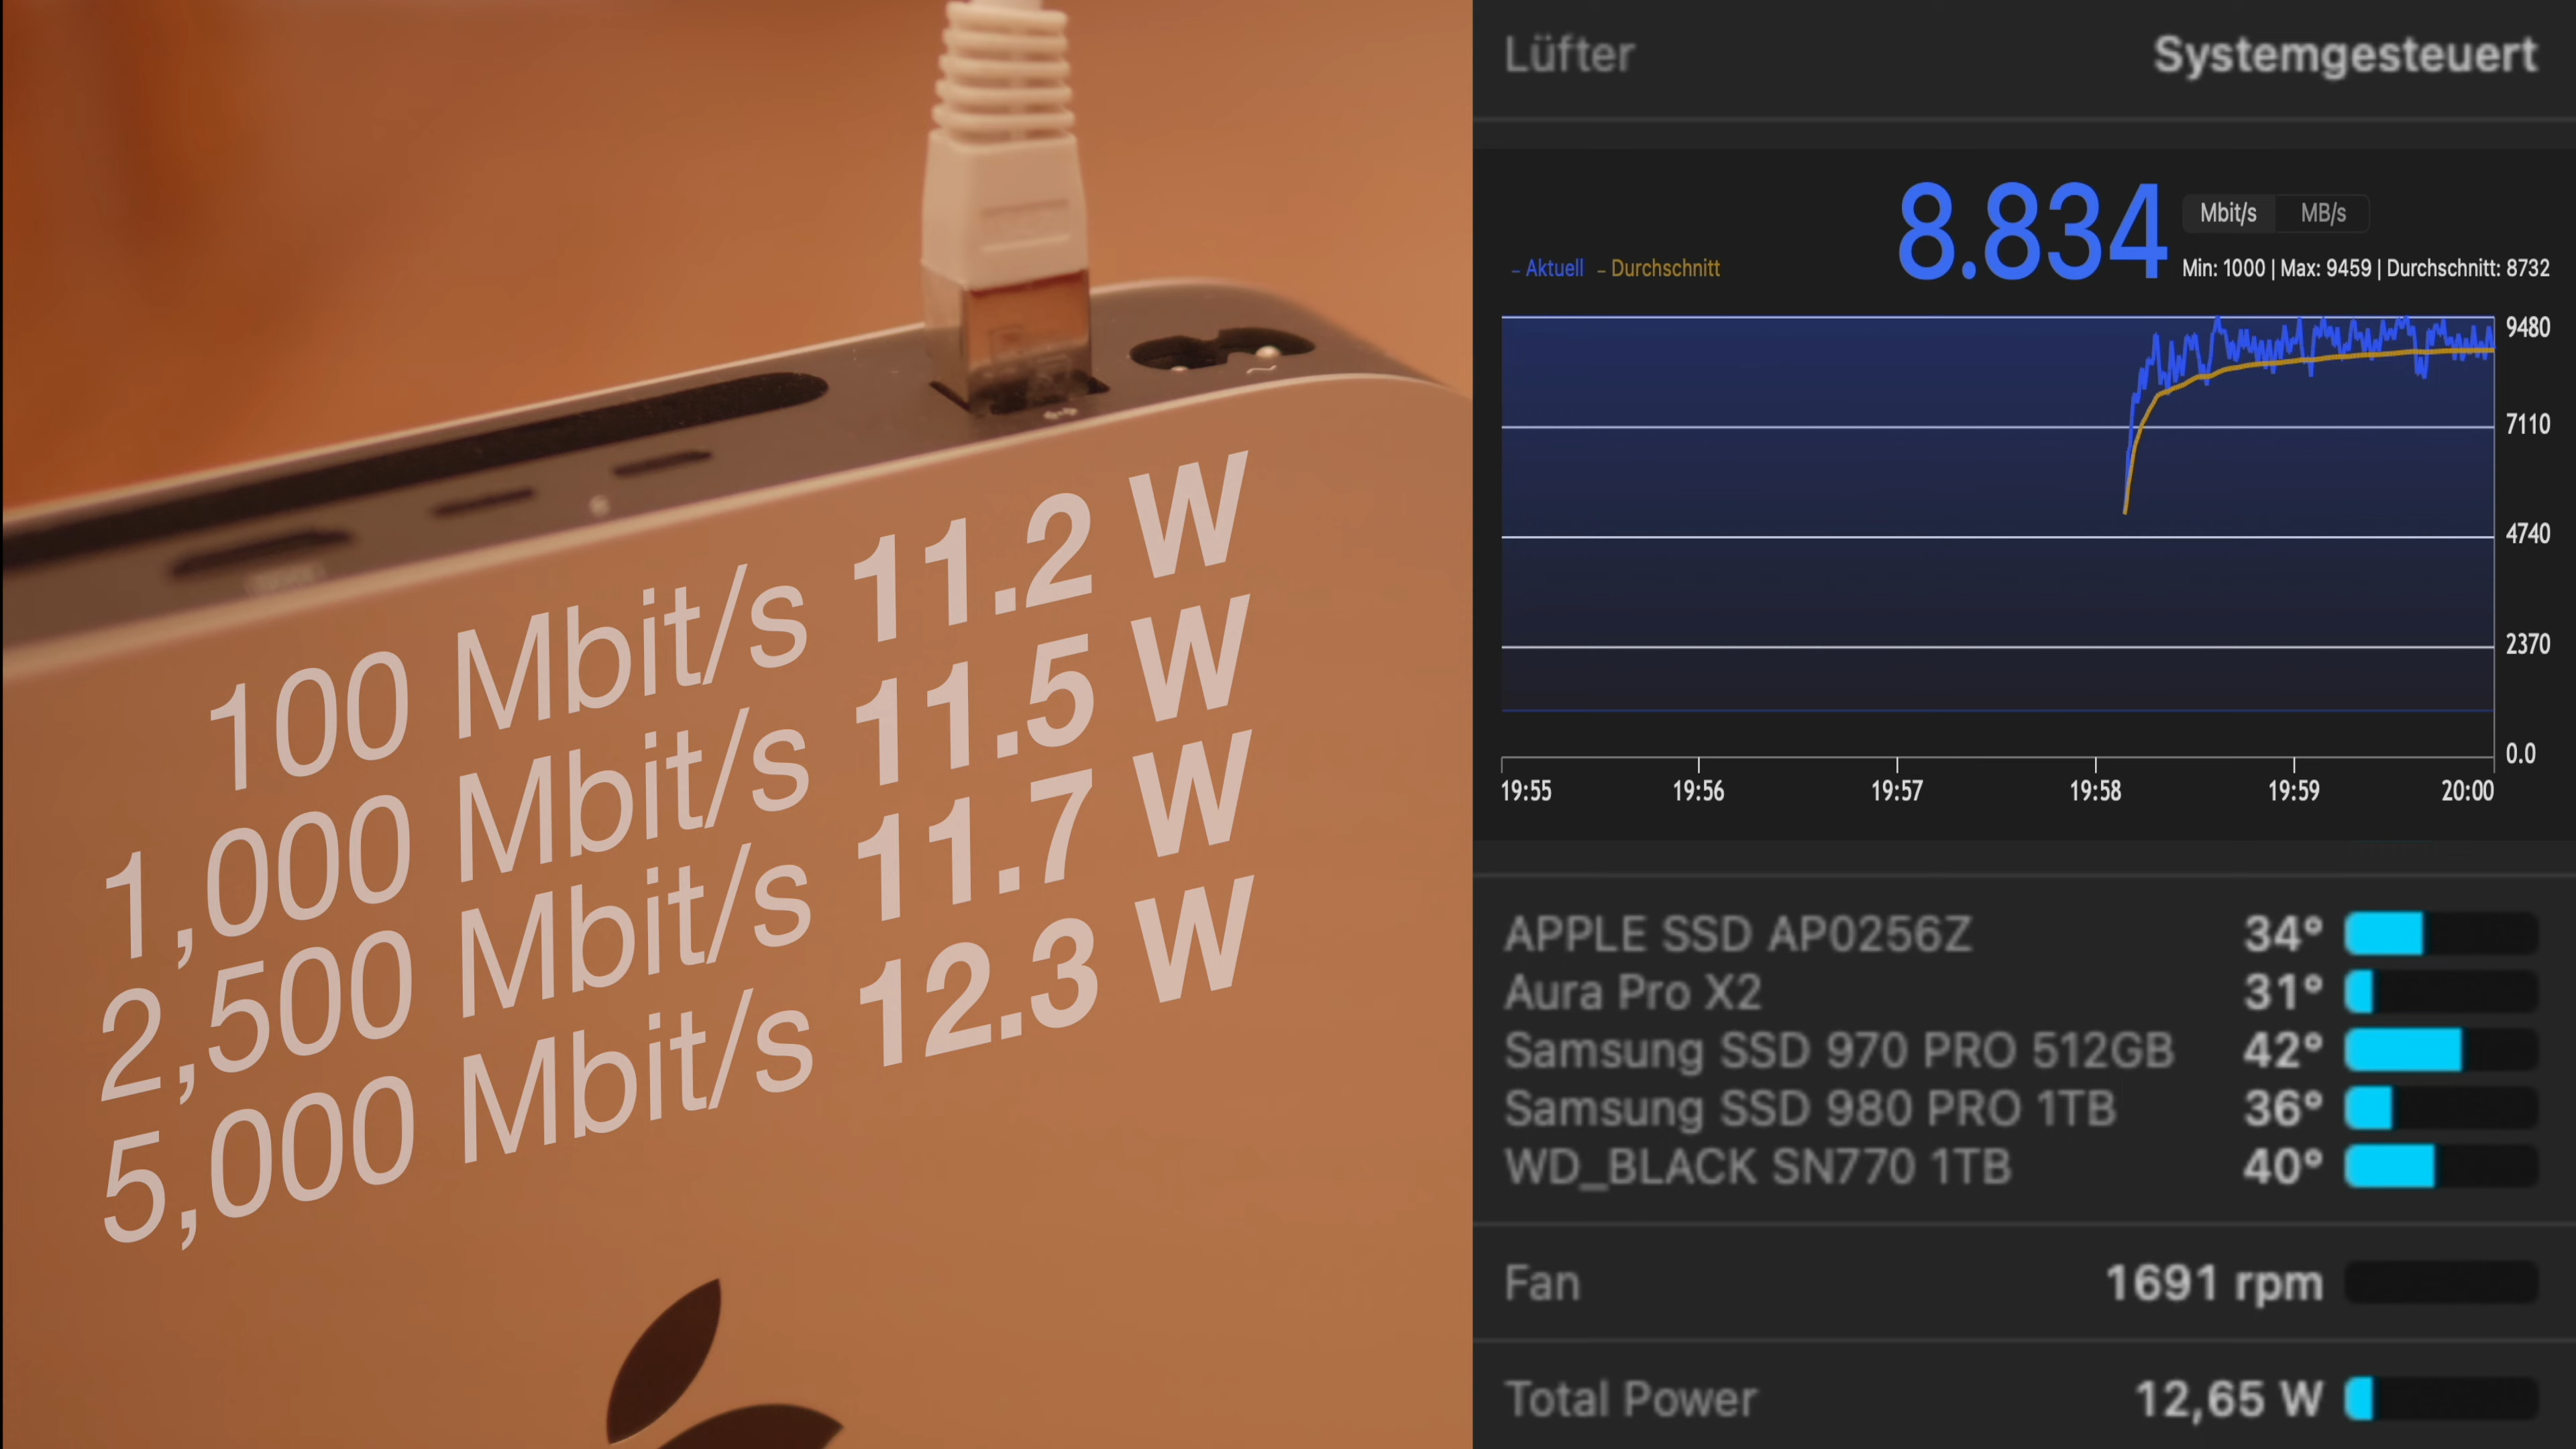 100 Mbit/s 11.2 W
1,000 Mbit/s 11.5 W
2,500 Mbit/s 11.7 W
5,000 Mbit/s 12.3 W
Lüfter Systemgesteuert
8.834 Mbit/s MB/s
– Aktuell – Durchschnitt Min: 1000 | Max: 9459 | Durchschnitt: 8732
9480
7110
4740
2370
0.0
19:55 19:56 19:57 19:58 19:59 20:00
APPLE SSD AP0256Z 34°
Aura Pro X2 31°
Samsung SSD 970 PRO 512GB 42°
Samsung SSD 980 PRO 1TB 36°
WD_BLACK SN770 1TB 40°
Fan 1691 rpm
Total Power 12,65 W